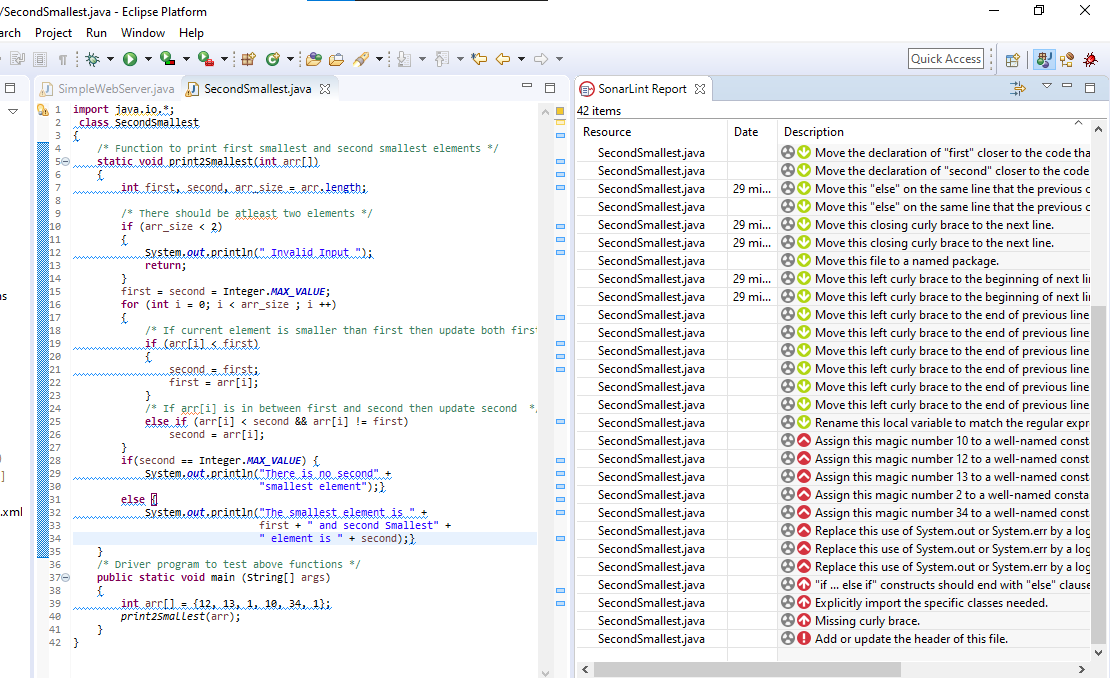 /SecondSmallest.java - Eclipse Platform
arch Project Run Window Help
Quick Access
SimpleWebServer.java SecondSmallest.java
1 import java.io.*;
2 class SecondSmallest
3 {
4 /* Function to print first smallest and second smallest elements */
5 static void print2Smallest(int arr[])
6 {
7 int first, second, arr_size = arr.length;
8
9 /* There should be atleast two elements */
10 if (arr_size < 2)
11 {
12 System.out.println(" Invalid Input ");
13 return;
14 }
15 first = second = Integer.MAX_VALUE;
16 for (int i = 0; i < arr_size ; i ++)
17 {
18 /* If current element is smaller than first then update both firs
19 if (arr[i] < first)
20 {
21 second = first;
22 first = arr[i];
23 }
24 /* If arr[i] is in between first and second then update second *
25 else if (arr[i] < second && arr[i] != first)
26 second = arr[i];
27 }
28 if(second == Integer.MAX_VALUE) {
29 System.out.println("There is no second" +
30 "smallest element");}
31 else {
32 System.out.println("The smallest element is " +
33 first + " and second Smallest" +
34 " element is " + second);}
35 }
36 /* Driver program to test above functions */
37 public static void main (String[] args)
38 {
39 int arr[] = {12, 13, 1, 10, 34, 1};
40 print2Smallest(arr);
41 }
42 }
ns
)
]
.xml
SonarLint Report
42 items
Resource Date Description
SecondSmallest.java Move the declaration of "first" closer to the code tha
SecondSmallest.java Move the declaration of "second" closer to the code
SecondSmallest.java 29 mi... Move this "else" on the same line that the previous c
SecondSmallest.java Move this "else" on the same line that the previous c
SecondSmallest.java 29 mi... Move this closing curly brace to the next line.
SecondSmallest.java 29 mi... Move this closing curly brace to the next line.
SecondSmallest.java Move this file to a named package.
SecondSmallest.java 29 mi... Move this left curly brace to the beginning of next lin
SecondSmallest.java 29 mi... Move this left curly brace to the beginning of next lin
SecondSmallest.java Move this left curly brace to the end of previous line
SecondSmallest.java Move this left curly brace to the end of previous line
SecondSmallest.java Move this left curly brace to the end of previous line
SecondSmallest.java Move this left curly brace to the end of previous line
SecondSmallest.java Move this left curly brace to the end of previous line
SecondSmallest.java Move this left curly brace to the end of previous line
SecondSmallest.java Rename this local variable to match the regular expr
SecondSmallest.java Assign this magic number 10 to a well-named const
SecondSmallest.java Assign this magic number 12 to a well-named const
SecondSmallest.java Assign this magic number 13 to a well-named const
SecondSmallest.java Assign this magic number 2 to a well-named consta
SecondSmallest.java Assign this magic number 34 to a well-named const
SecondSmallest.java Replace this use of System.out or System.err by a log
SecondSmallest.java Replace this use of System.out or System.err by a log
SecondSmallest.java Replace this use of System.out or System.err by a log
SecondSmallest.java "if ... else if" constructs should end with "else" clause
SecondSmallest.java Explicitly import the specific classes needed.
SecondSmallest.java Missing curly brace.
SecondSmallest.java Add or update the header of this file.